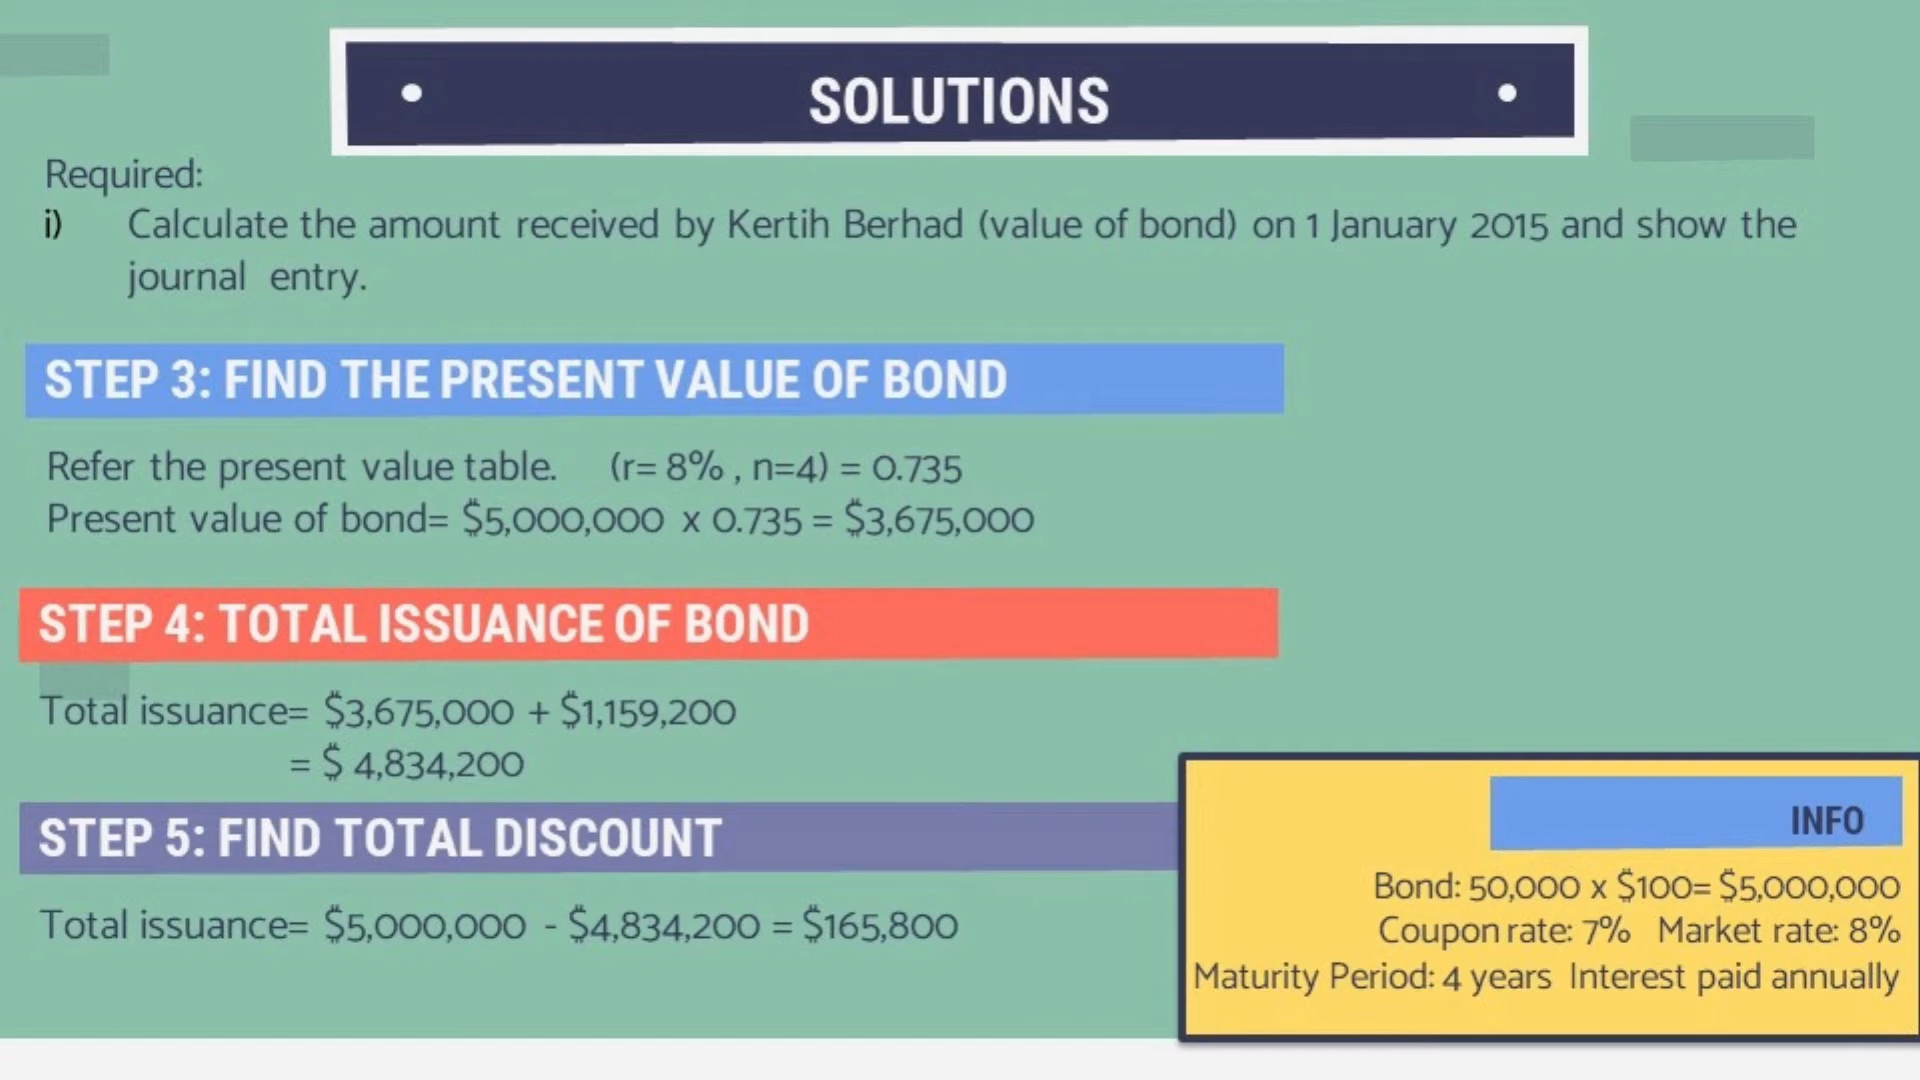 SOLUTIONS
Required:
i) Calculate the amount received by Kertih Berhad (value of bond) on 1 January 2015 and show the
journal entry.
STEP 3: FIND THE PRESENT VALUE OF BOND
Refer the present value table. (r= 8% , n=4) = 0.735
Present value of bond= $5,000,000 x 0.735 = $3,675,000
STEP 4: TOTAL ISSUANCE OF BOND
Total issuance= $3,675,000 + $1,159,200
= $ 4,834,200
STEP 5: FIND TOTAL DISCOUNT
Total issuance= $5,000,000 - $4,834,200 = $165,800
INFO
Bond: 50,000 x $100= $5,000,000
Coupon rate: 7% Market rate: 8%
Maturity Period: 4 years Interest paid annually